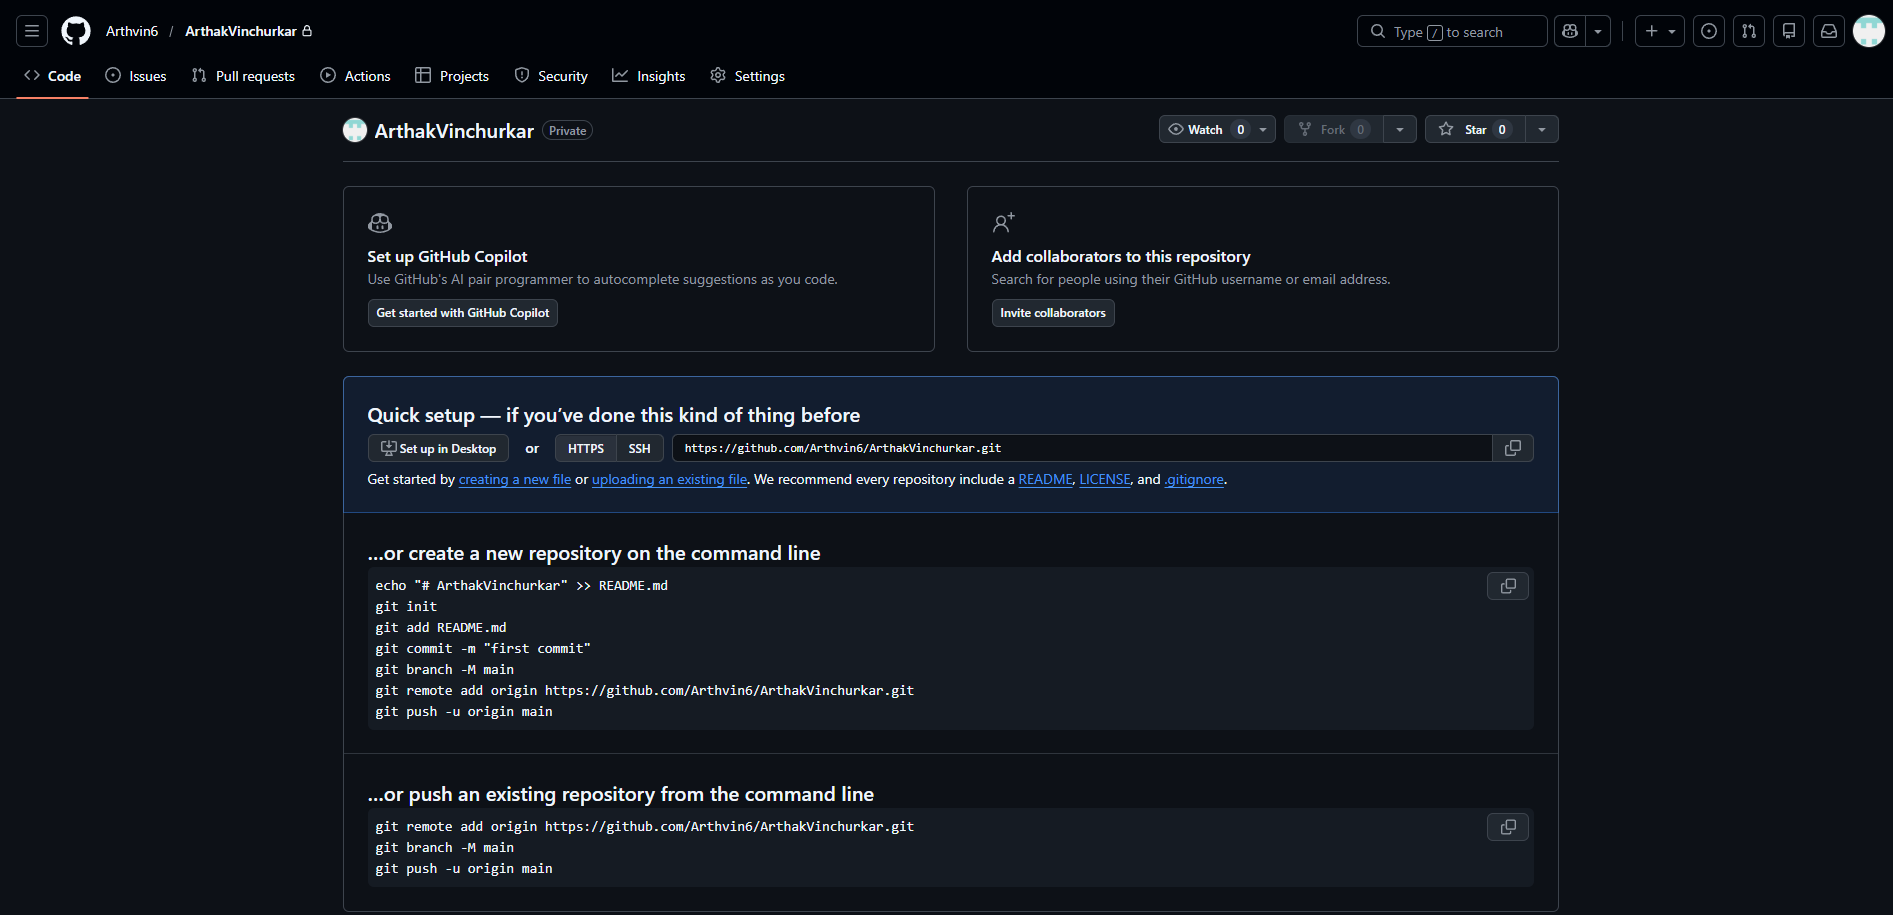 Arthvin6 / ArthakVinchurkar
Type / to search
Code Issues Pull requests Actions Projects Security Insights Settings
ArthakVinchurkar Private
Watch 0 Fork 0 Star 0
Set up GitHub Copilot
Use GitHub's AI pair programmer to autocomplete suggestions as you code.
Get started with GitHub Copilot
Add collaborators to this repository
Search for people using their GitHub username or email address.
Invite collaborators
Quick setup — if you’ve done this kind of thing before
Set up in Desktop or HTTPS SSH https://github.com/Arthvin6/ArthakVinchurkar.git
Get started by creating a new file or uploading an existing file. We recommend every repository include a README, LICENSE, and .gitignore.
…or create a new repository on the command line
echo "# ArthakVinchurkar" >> README.md
git init
git add README.md
git commit -m "first commit"
git branch -M main
git remote add origin https://github.com/Arthvin6/ArthakVinchurkar.git
git push -u origin main
…or push an existing repository from the command line
git remote add origin https://github.com/Arthvin6/ArthakVinchurkar.git
git branch -M main
git push -u origin main